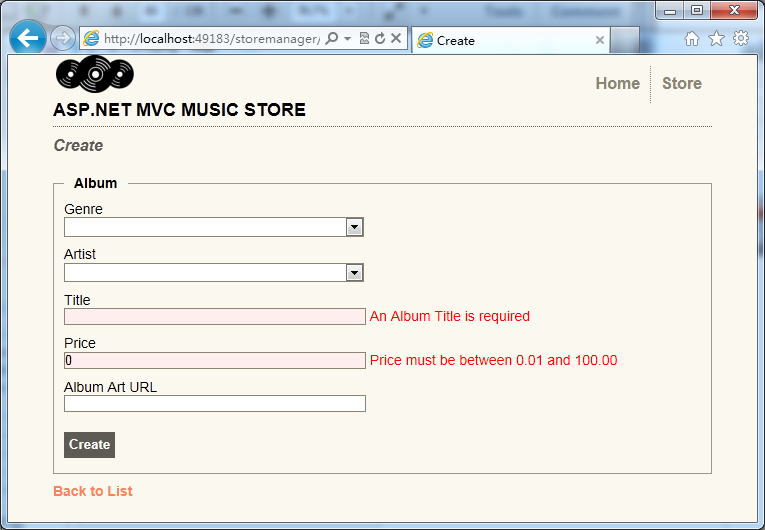 http://localhost:49183/storemanager/
Create
Home
Store
ASP.NET MVC MUSIC STORE
Create
Album
Genre
Artist
Title
An Album Title is required
Price
0
Price must be between 0.01 and 100.00
Album Art URL
Create
Back to List